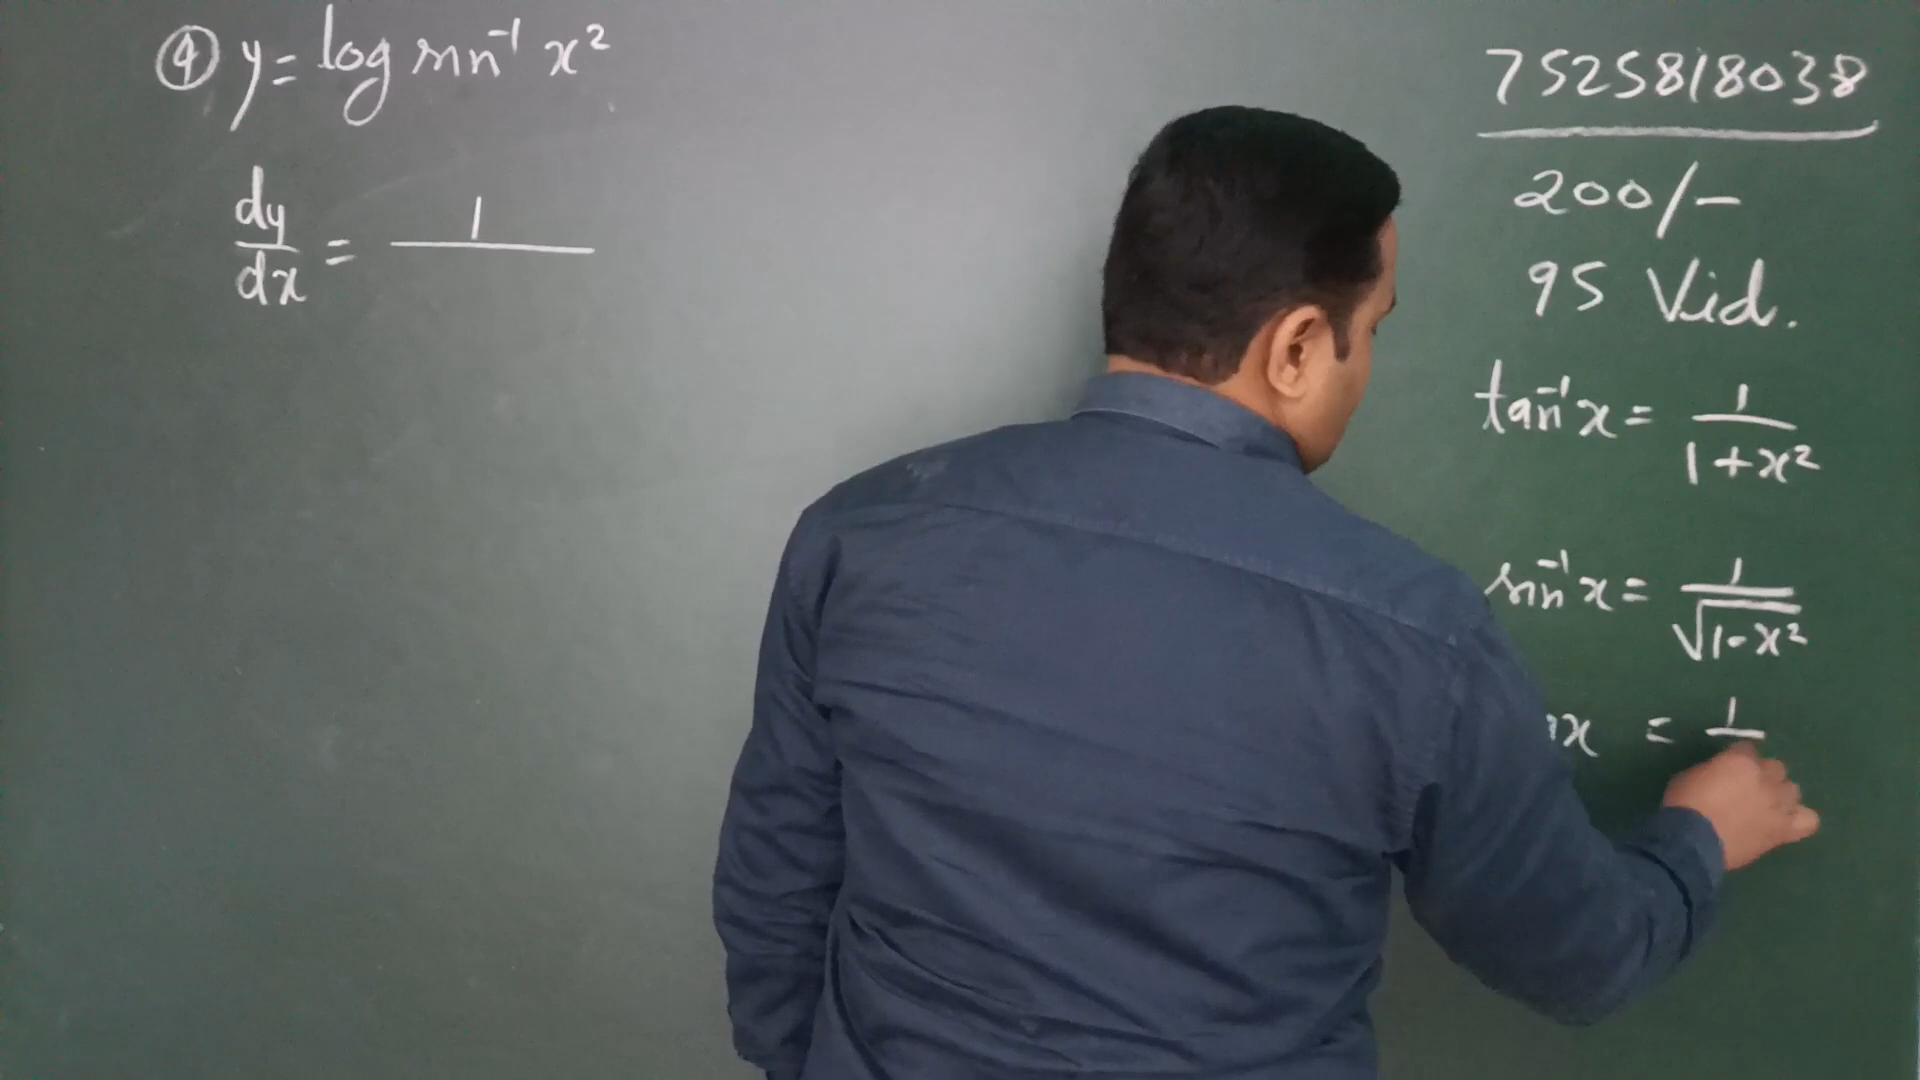 ④ y = log sin⁻¹ x²
dy/dx = 1/
7525818038
200/-
95 Vid.
tan⁻¹x = 1/(1+x²)
sin⁻¹x = 1/√(1-x²)
x = 1/